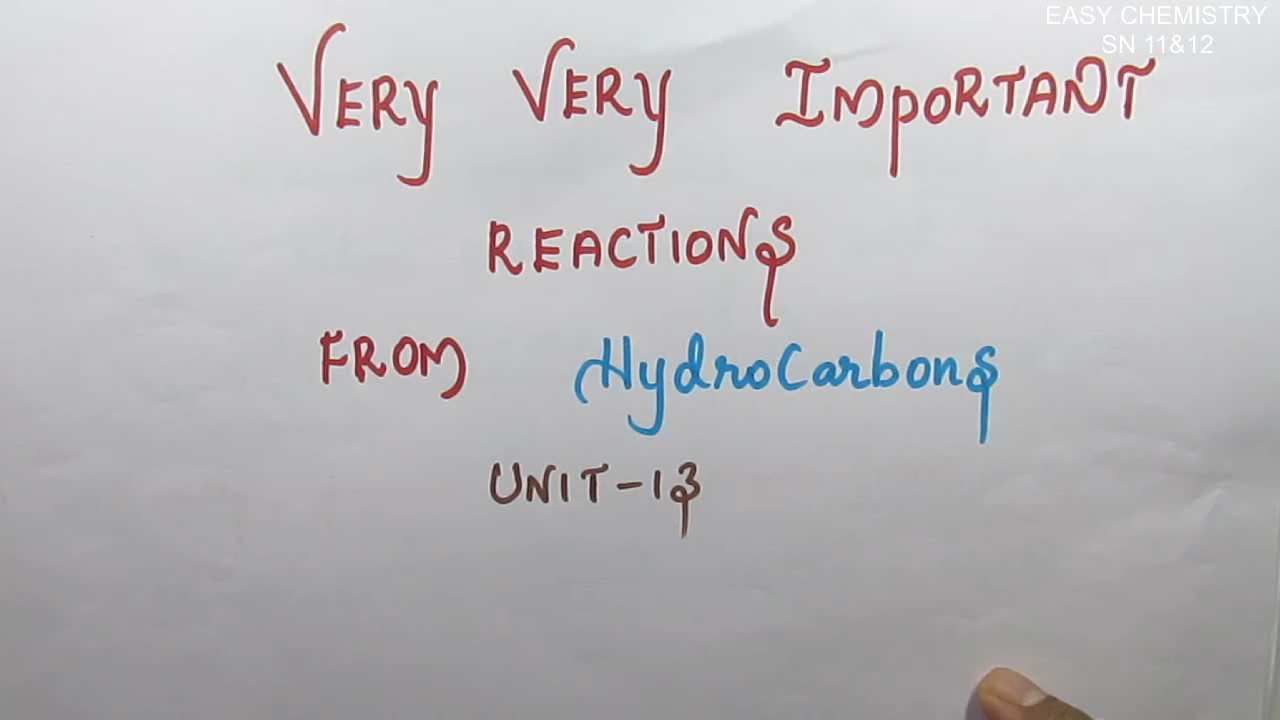 EASY CHEMISTRY
SN 11&12
VERY VERY IMPORTANT
REACTIONS
FROM HydroCarbons
UNIT-13